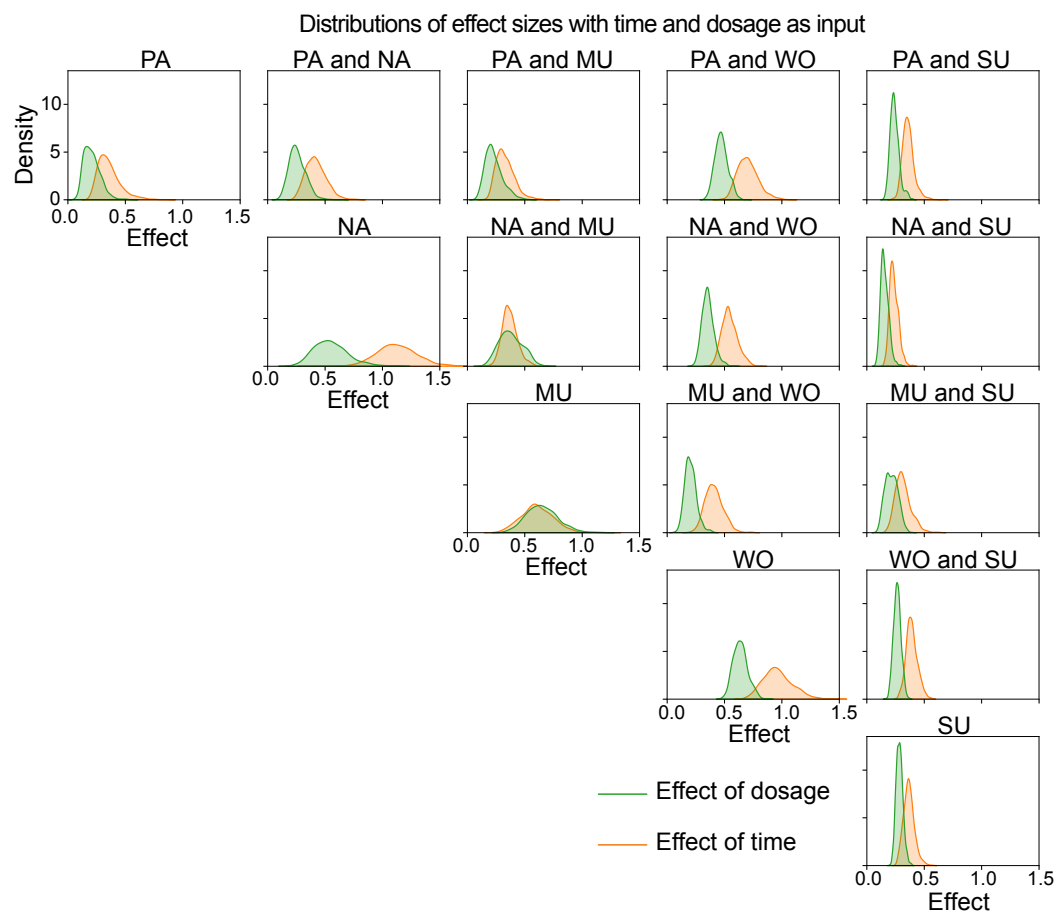 Distributions of effect sizes with time and dosage as input
PA
PA and NA
PA and MU
PA and WO
PA and SU
Density
10
5
0
0.0 0.5 1.0 1.5
Effect
NA
NA and MU
NA and WO
NA and SU
0.0 0.5 1.0 1.5
Effect
MU
MU and WO
MU and SU
0.0 0.5 1.0 1.5
Effect
WO
WO and SU
0.0 0.5 1.0 1.5
Effect
SU
Effect of dosage
Effect of time
0.0 0.5 1.0 1.5
Effect